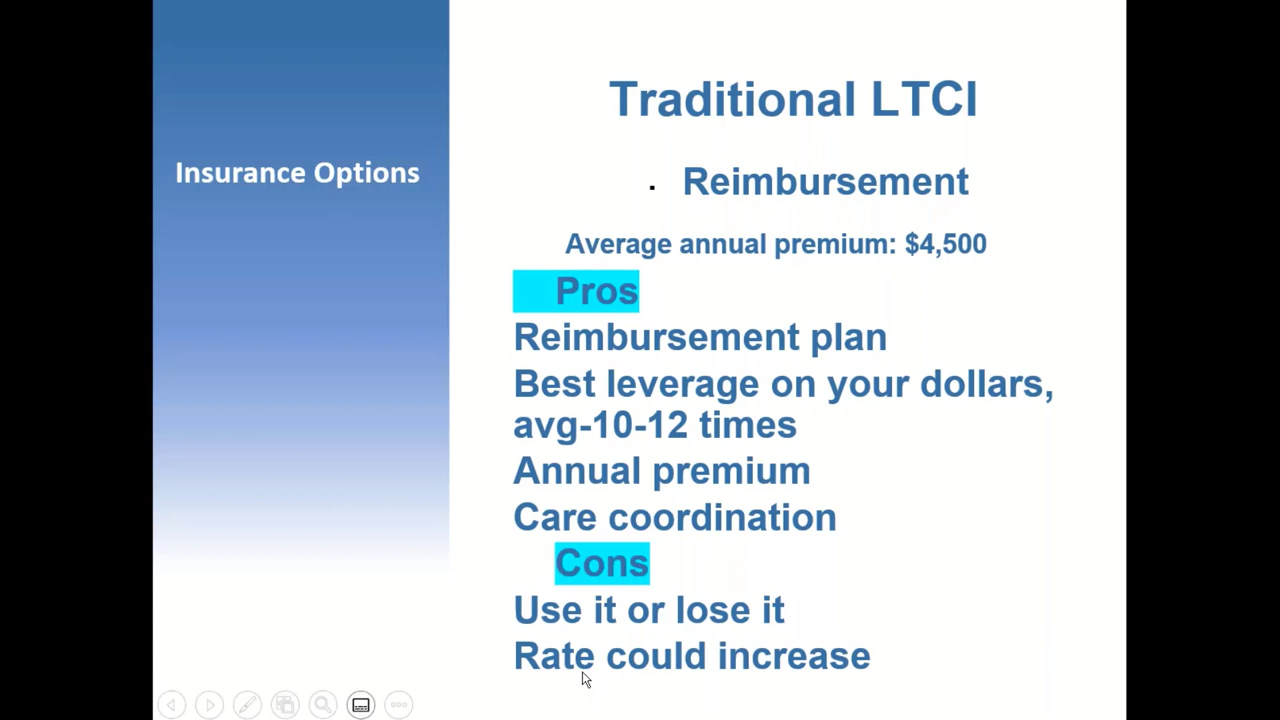 Insurance Options
Traditional LTCI
▪ Reimbursement
Average annual premium: $4,500
Pros
Reimbursement plan
Best leverage on your dollars,
avg-10-12 times
Annual premium
Care coordination
Cons
Use it or lose it
Rate could increase